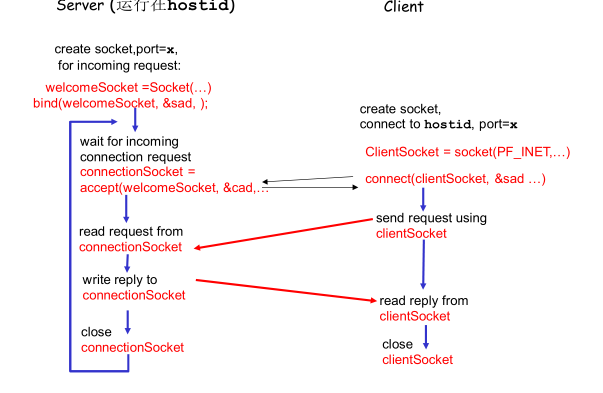 Server (运行在hostid)
create socket,port=x,
for incoming request:
welcomeSocket =Socket(…)
bind(welcomeSocket, &sad, );
wait for incoming
connection request
connectionSocket =
accept(welcomeSocket, &cad,…
read request from
connectionSocket
write reply to
connectionSocket
close
connectionSocket
Client
create socket,
connect to hostid, port=x
ClientSocket = socket(PF_INET,…)
connect(clientSocket, &sad …)
send request using
clientSocket
read reply from
clientSocket
close
clientSocket